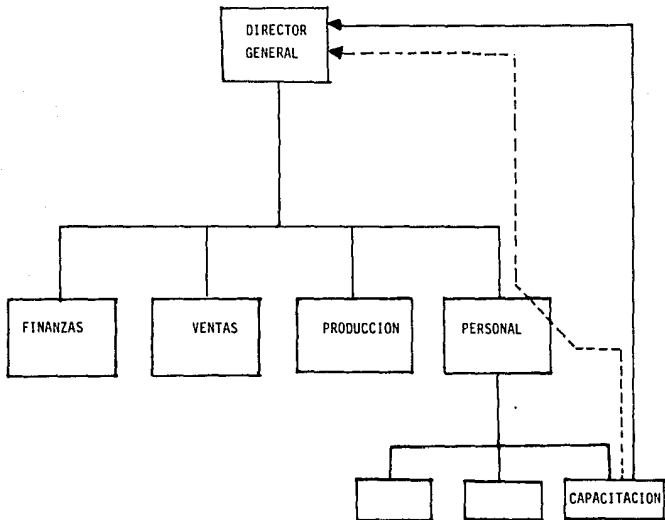 DIRECTOR
GENERAL
FINANZAS
VENTAS
PRODUCCION
PERSONAL
CAPACITACION